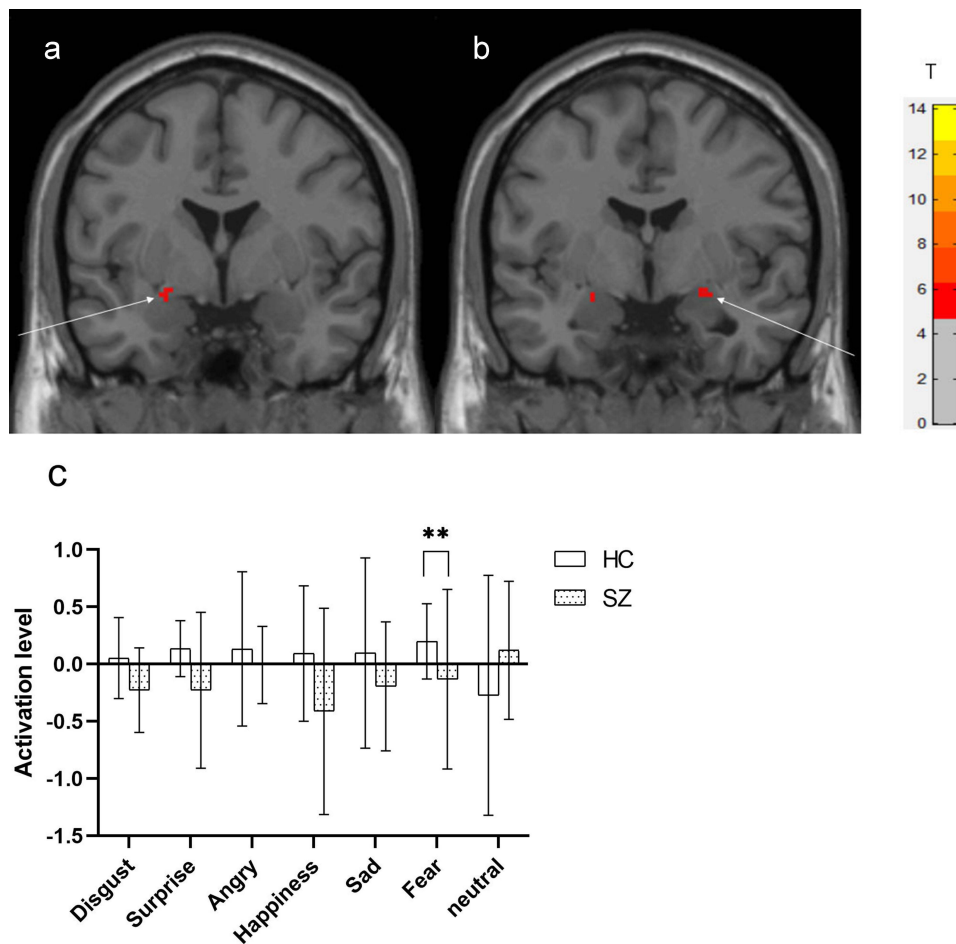 a
b
T
14
12
10
8
6
4
2
0
c
**
HC
SZ
1.0
0.5
0.0
-0.5
-1.0
-1.5
Activation level
Disgust
Surprise
Angry
Happiness
Sad
Fear
neutral